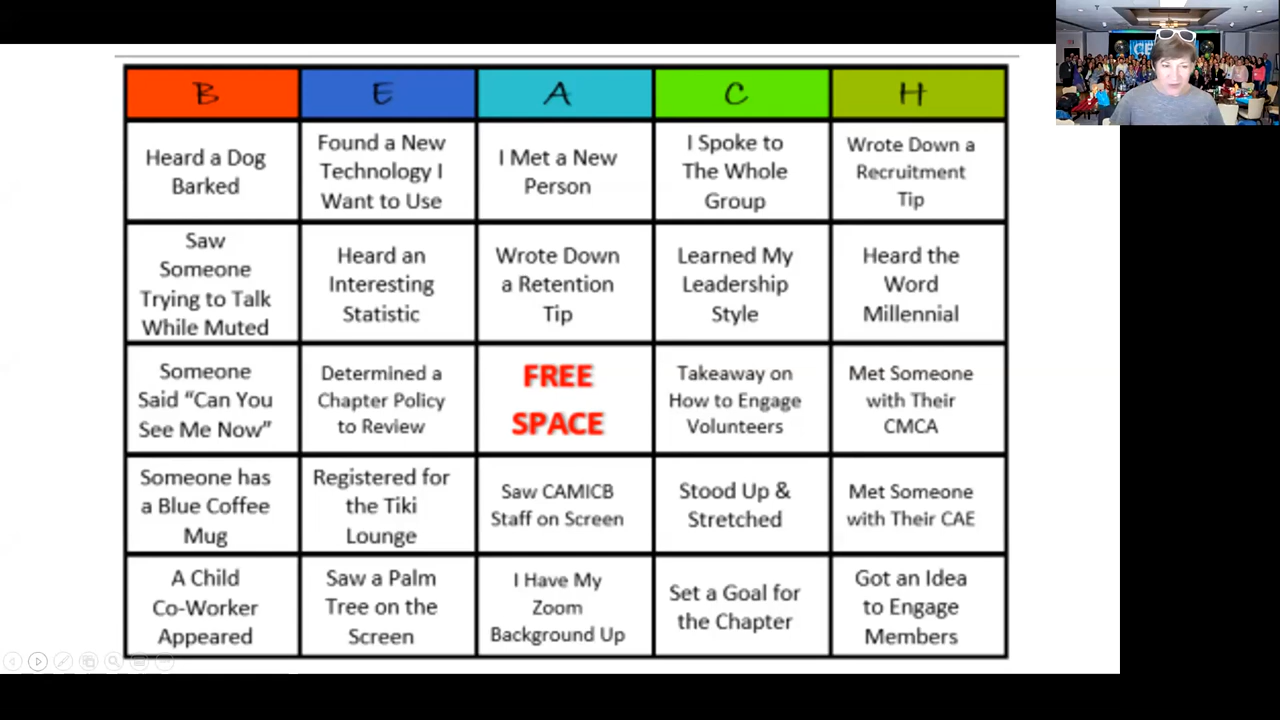 B E A C H
Heard a Dog
Barked
Found a New
Technology I
Want to Use
I Met a New
Person
I Spoke to
The Whole
Group
Wrote Down a
Recruitment
Tip
Saw
Someone
Trying to Talk
While Muted
Heard an
Interesting
Statistic
Wrote Down
a Retention
Tip
Learned My
Leadership
Style
Heard the
Word
Millennial
Someone
Said “Can You
See Me Now”
Determined a
Chapter Policy
to Review
FREE
SPACE
Takeaway on
How to Engage
Volunteers
Met Someone
with Their
CMCA
Someone has
a Blue Coffee
Mug
Registered for
the Tiki
Lounge
Saw CAMICB
Staff on Screen
Stood Up &
Stretched
Met Someone
with Their CAE
A Child
Co-Worker
Appeared
Saw a Palm
Tree on the
Screen
I Have My
Zoom
Background Up
Set a Goal for
the Chapter
Got an Idea
to Engage
Members